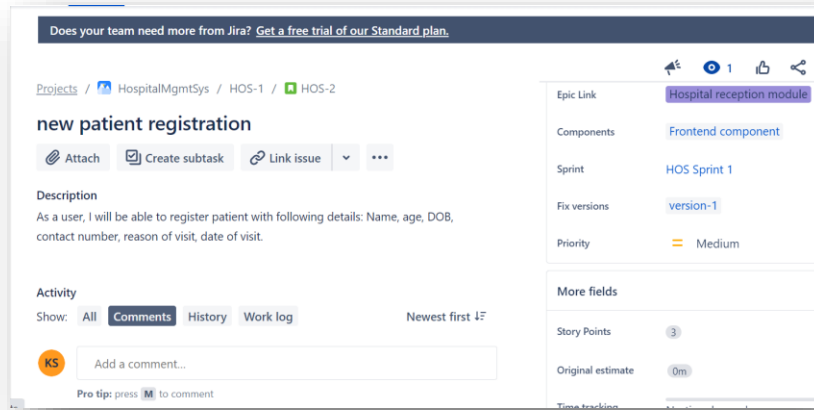 Does your team need more from Jira? Get a free trial of our Standard plan.
1
Projects / HospitalMgmtSys / HOS-1 / HOS-2
new patient registration
Attach
Create subtask
Link issue
Description
As a user, I will be able to register patient with following details: Name, age, DOB,
contact number, reason of visit, date of visit.
Activity
Show: All Comments History Work log Newest first
KS
Add a comment...
Pro tip: press M to comment
Epic Link Hospital reception module
Components Frontend component
Sprint HOS Sprint 1
Fix versions version-1
Priority Medium
More fields
Story Points 3
Original estimate 0m
Time tracking